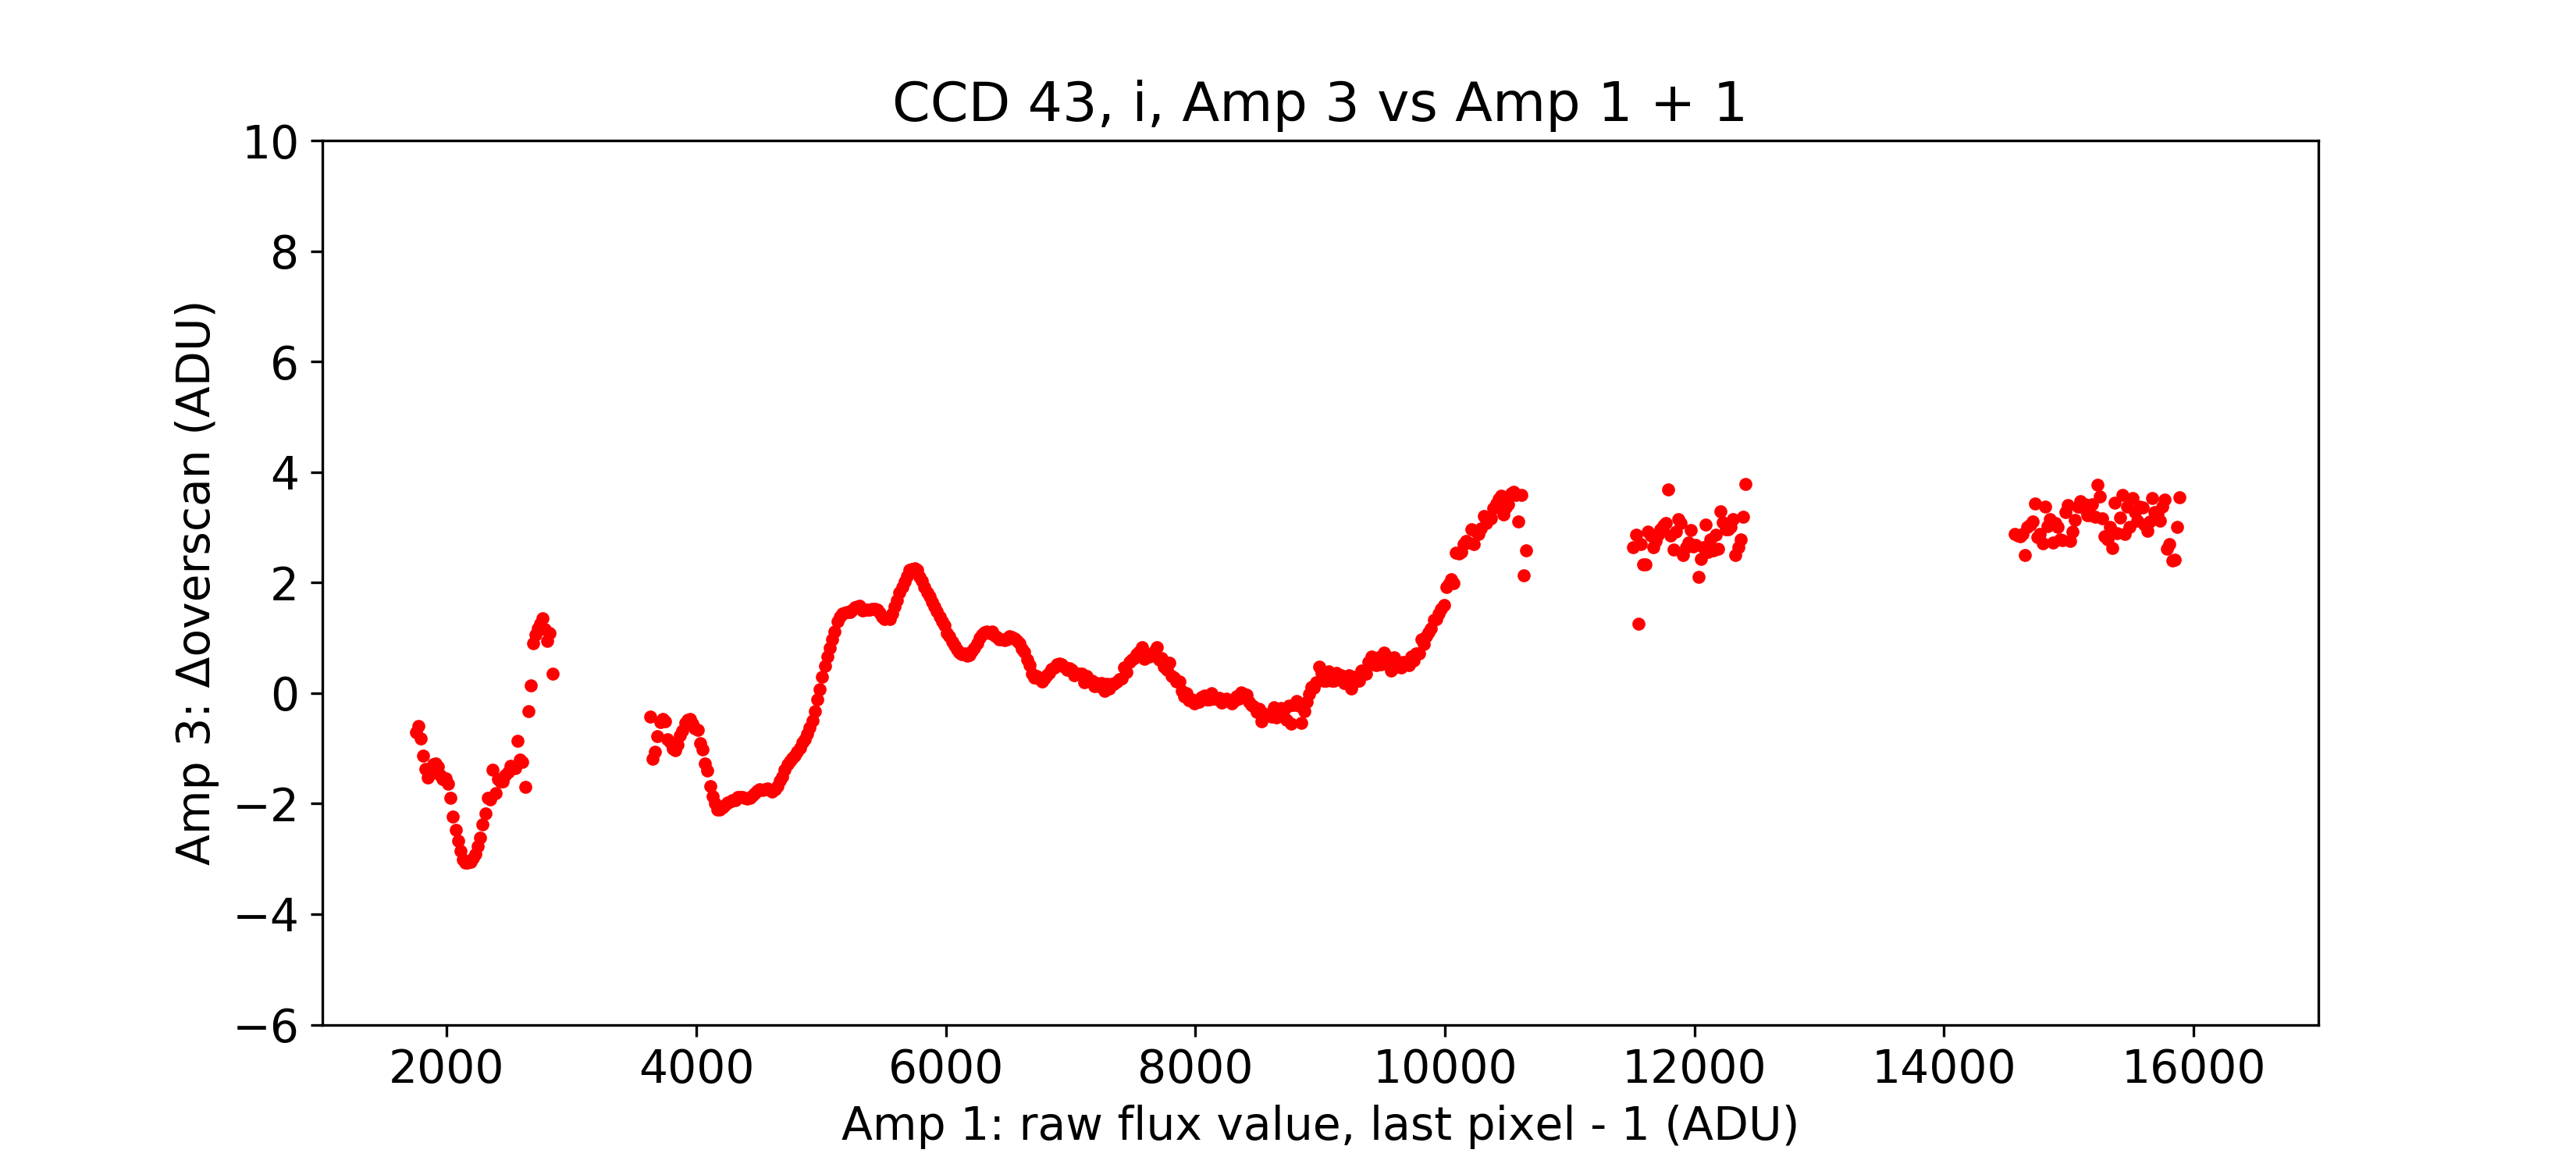 CCD 43, i, Amp 3 vs Amp 1 + 1
10
8
6
4
2
0
−2
−4
−6
Amp 3: Δoverscan (ADU)
2000 4000 6000 8000 10000 12000 14000 16000
Amp 1: raw flux value, last pixel - 1 (ADU)